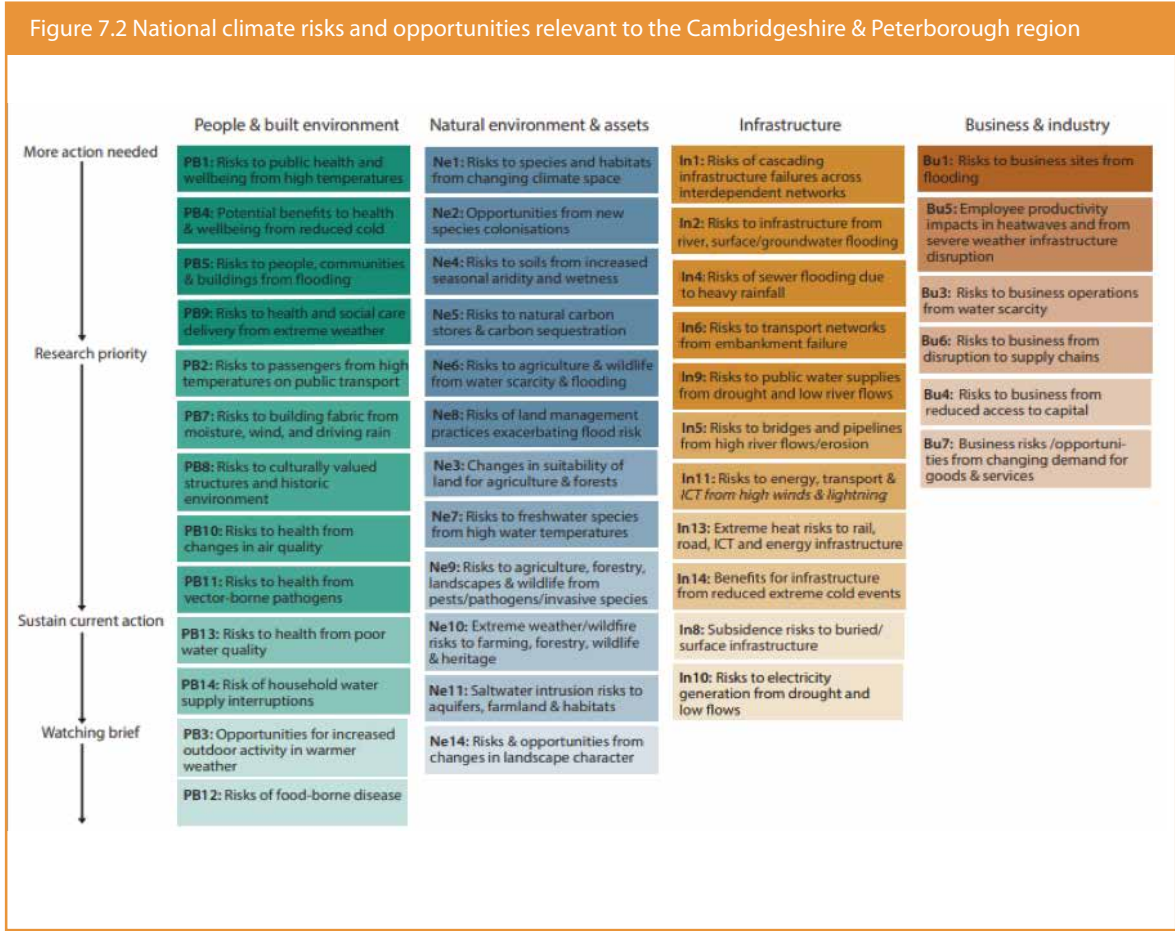 Figure 7.2 National climate risks and opportunities relevant to the Cambridgeshire & Peterborough region
More action needed
Research priority
Sustain current action
Watching brief
People & built environment
PB1: Risks to public health and
wellbeing from high temperatures
PB4: Potential benefits to health
& wellbeing from reduced cold
PB5: Risks to people, communities
& buildings from flooding
PB9: Risks to health and social care
delivery from extreme weather
PB2: Risks to passengers from high
temperatures on public transport
PB7: Risks to building fabric from
moisture, wind, and driving rain
PB8: Risks to culturally valued
structures and historic
environment
PB10: Risks to health from
changes in air quality
PB11: Risks to health from
vector-borne pathogens
PB13: Risks to health from poor
water quality
PB14: Risk of household water
supply interruptions
PB3: Opportunities for increased
outdoor activity in warmer
weather
PB12: Risks of food-borne disease
Natural environment & assets
Ne1: Risks to species and habitats
from changing climate space
Ne2: Opportunities from new
species colonisations
Ne4: Risks to soils from increased
seasonal aridity and wetness
Ne5: Risks to natural carbon
stores & carbon sequestration
Ne6: Risks to agriculture & wildlife
from water scarcity & flooding
Ne8: Risks of land management
practices exacerbating flood risk
Ne3: Changes in suitability of
land for agriculture & forests
Ne7: Risks to freshwater species
from high water temperatures
Ne9: Risks to agriculture, forestry,
landscapes & wildlife from
pests/pathogens/invasive species
Ne10: Extreme weather/wildfire
risks to farming, forestry, wildlife
& heritage
Ne11: Saltwater intrusion risks to
aquifers, farmland & habitats
Ne14: Risks & opportunities from
changes in landscape character
Infrastructure
In1: Risks of cascading
infrastructure failures across
interdependent networks
In2: Risks to infrastructure from
river, surface/groundwater flooding
In4: Risks of sewer flooding due
to heavy rainfall
In6: Risks to transport networks
from embankment failure
In9: Risks to public water supplies
from drought and low river flows
In5: Risks to bridges and pipelines
from high river flows/erosion
In11: Risks to energy, transport &
ICT from high winds & lightning
In13: Extreme heat risks to rail,
road, ICT and energy infrastructure
In14: Benefits for infrastructure
from reduced extreme cold events
In8: Subsidence risks to buried/
surface infrastructure
In10: Risks to electricity
generation from drought and
low flows
Business & industry
Bu1: Risks to business sites from
flooding
Bu5: Employee productivity
impacts in heatwaves and from
severe weather infrastructure
disruption
Bu3: Risks to business operations
from water scarcity
Bu6: Risks to business from
disruption to supply chains
Bu4: Risks to business from
reduced access to capital
Bu7: Business risks /opportuni-
ties from changing demand for
goods & services